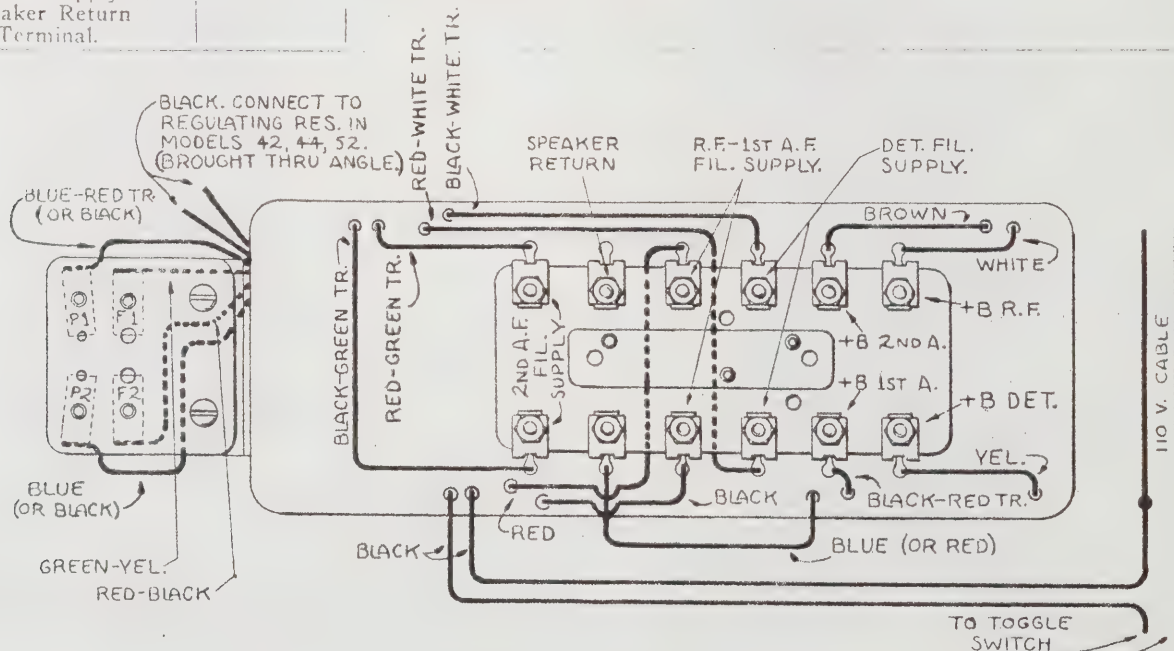 aker Return
Terminal.
RED-WHITE TR.
BLACK-WHITE TR.
BLACK. CONNECT TO
REGULATING RES. IN
MODELS 42, 44, 52.
(BROUGHT THRU ANGLE.)
BLUE-RED TR.
(OR BLACK)
SPEAKER
RETURN
R.F.-1ST A.F.
FIL. SUPPLY.
DET. FIL.
SUPPLY.
BROWN
WHITE
BLACK-GREEN TR.
RED-GREEN TR.
2ND A.F.
FIL.
SUPPLY
+B R.F.
+B 2ND A.
+B 1ST A.
+B DET.
P1
F1
P2
F2
110 V. CABLE
YEL.
BLACK-RED TR.
BLACK
RED
BLUE (OR RED)
BLACK
BLUE
(OR BLACK)
GREEN-YEL.
RED-BLACK
TO TOGGLE
SWITCH